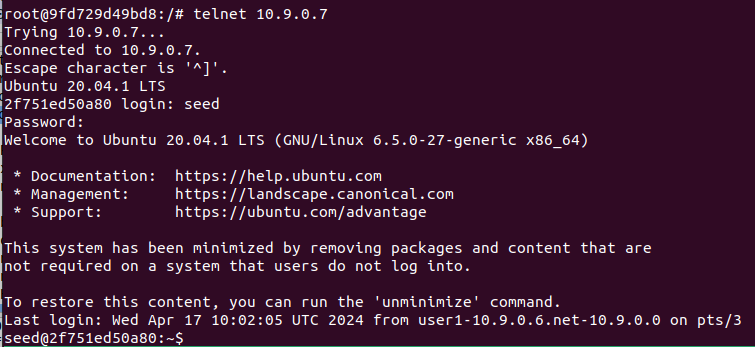 root@9fd729d49bd8:/# telnet 10.9.0.7
Trying 10.9.0.7...
Connected to 10.9.0.7.
Escape character is '^]'.
Ubuntu 20.04.1 LTS
2f751ed50a80 login: seed
Password:
Welcome to Ubuntu 20.04.1 LTS (GNU/Linux 6.5.0-27-generic x86_64)

 * Documentation:  https://help.ubuntu.com
 * Management:     https://landscape.canonical.com
 * Support:        https://ubuntu.com/advantage

This system has been minimized by removing packages and content that are
not required on a system that users do not log into.

To restore this content, you can run the 'unminimize' command.
Last login: Wed Apr 17 10:02:05 UTC 2024 from user1-10.9.0.6.net-10.9.0.0 on pts/3
seed@2f751ed50a80:~$